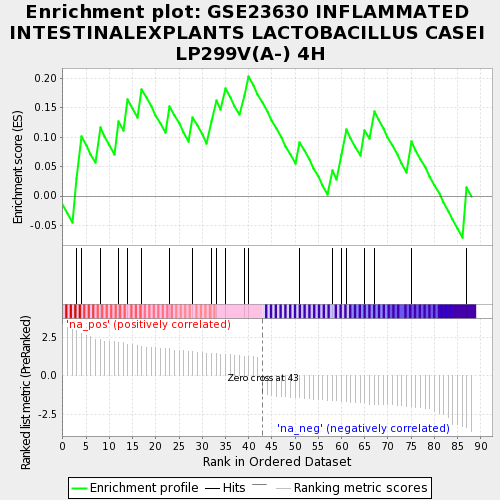 Enrichment plot: GSE23630 INFLAMMATED
INTESTINALEXPLANTS LACTOBACILLUS CASEI
LP299V(A-) 4H
Enrichment score (ES)
0.20
0.15
0.10
0.05
0.00
-0.05
'na_pos' (positively correlated)
Ranked list metric (PreRanked)
2.5
0.0
-2.5
Zero cross at 43
'na_neg' (negatively correlated)
0 5 10 15 20 25 30 35 40 45 50 55 60 65 70 75 80 85 90
Rank in Ordered Dataset
Enrichment profile Hits Ranking metric scores